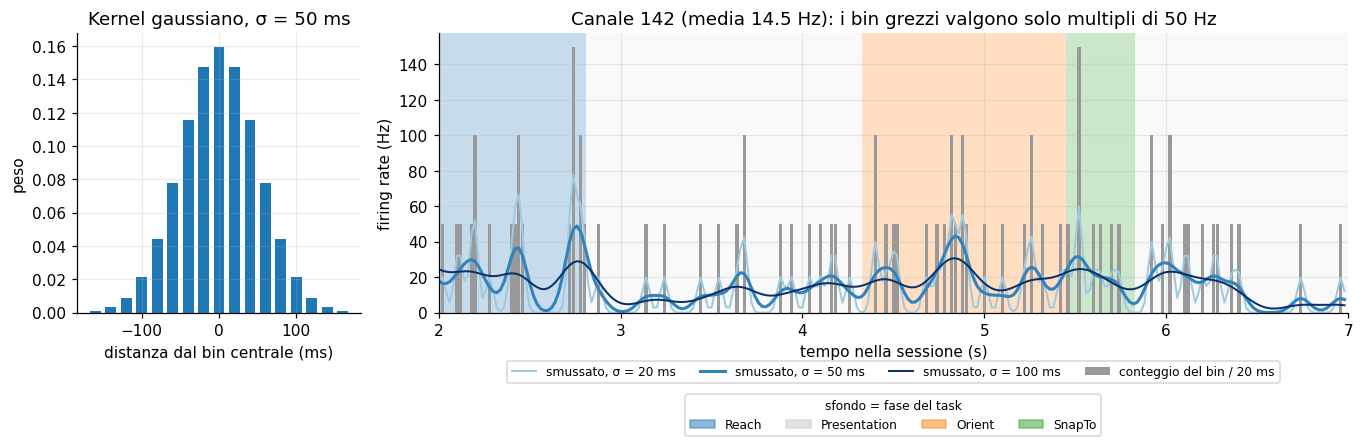 Kernel gaussiano, σ = 50 ms
0.16
0.14
0.12
0.10
0.08
0.06
0.04
0.02
0.00
peso
−100
0
100
distanza dal bin centrale (ms)
Canale 142 (media 14.5 Hz): i bin grezzi valgono solo multipli di 50 Hz
140
120
100
80
60
40
20
0
firing rate (Hz)
2
3
4
5
6
7
tempo nella sessione (s)
smussato, σ = 20 ms
smussato, σ = 50 ms
smussato, σ = 100 ms
conteggio del bin / 20 ms
sfondo = fase del task
Reach
Presentation
Orient
SnapTo